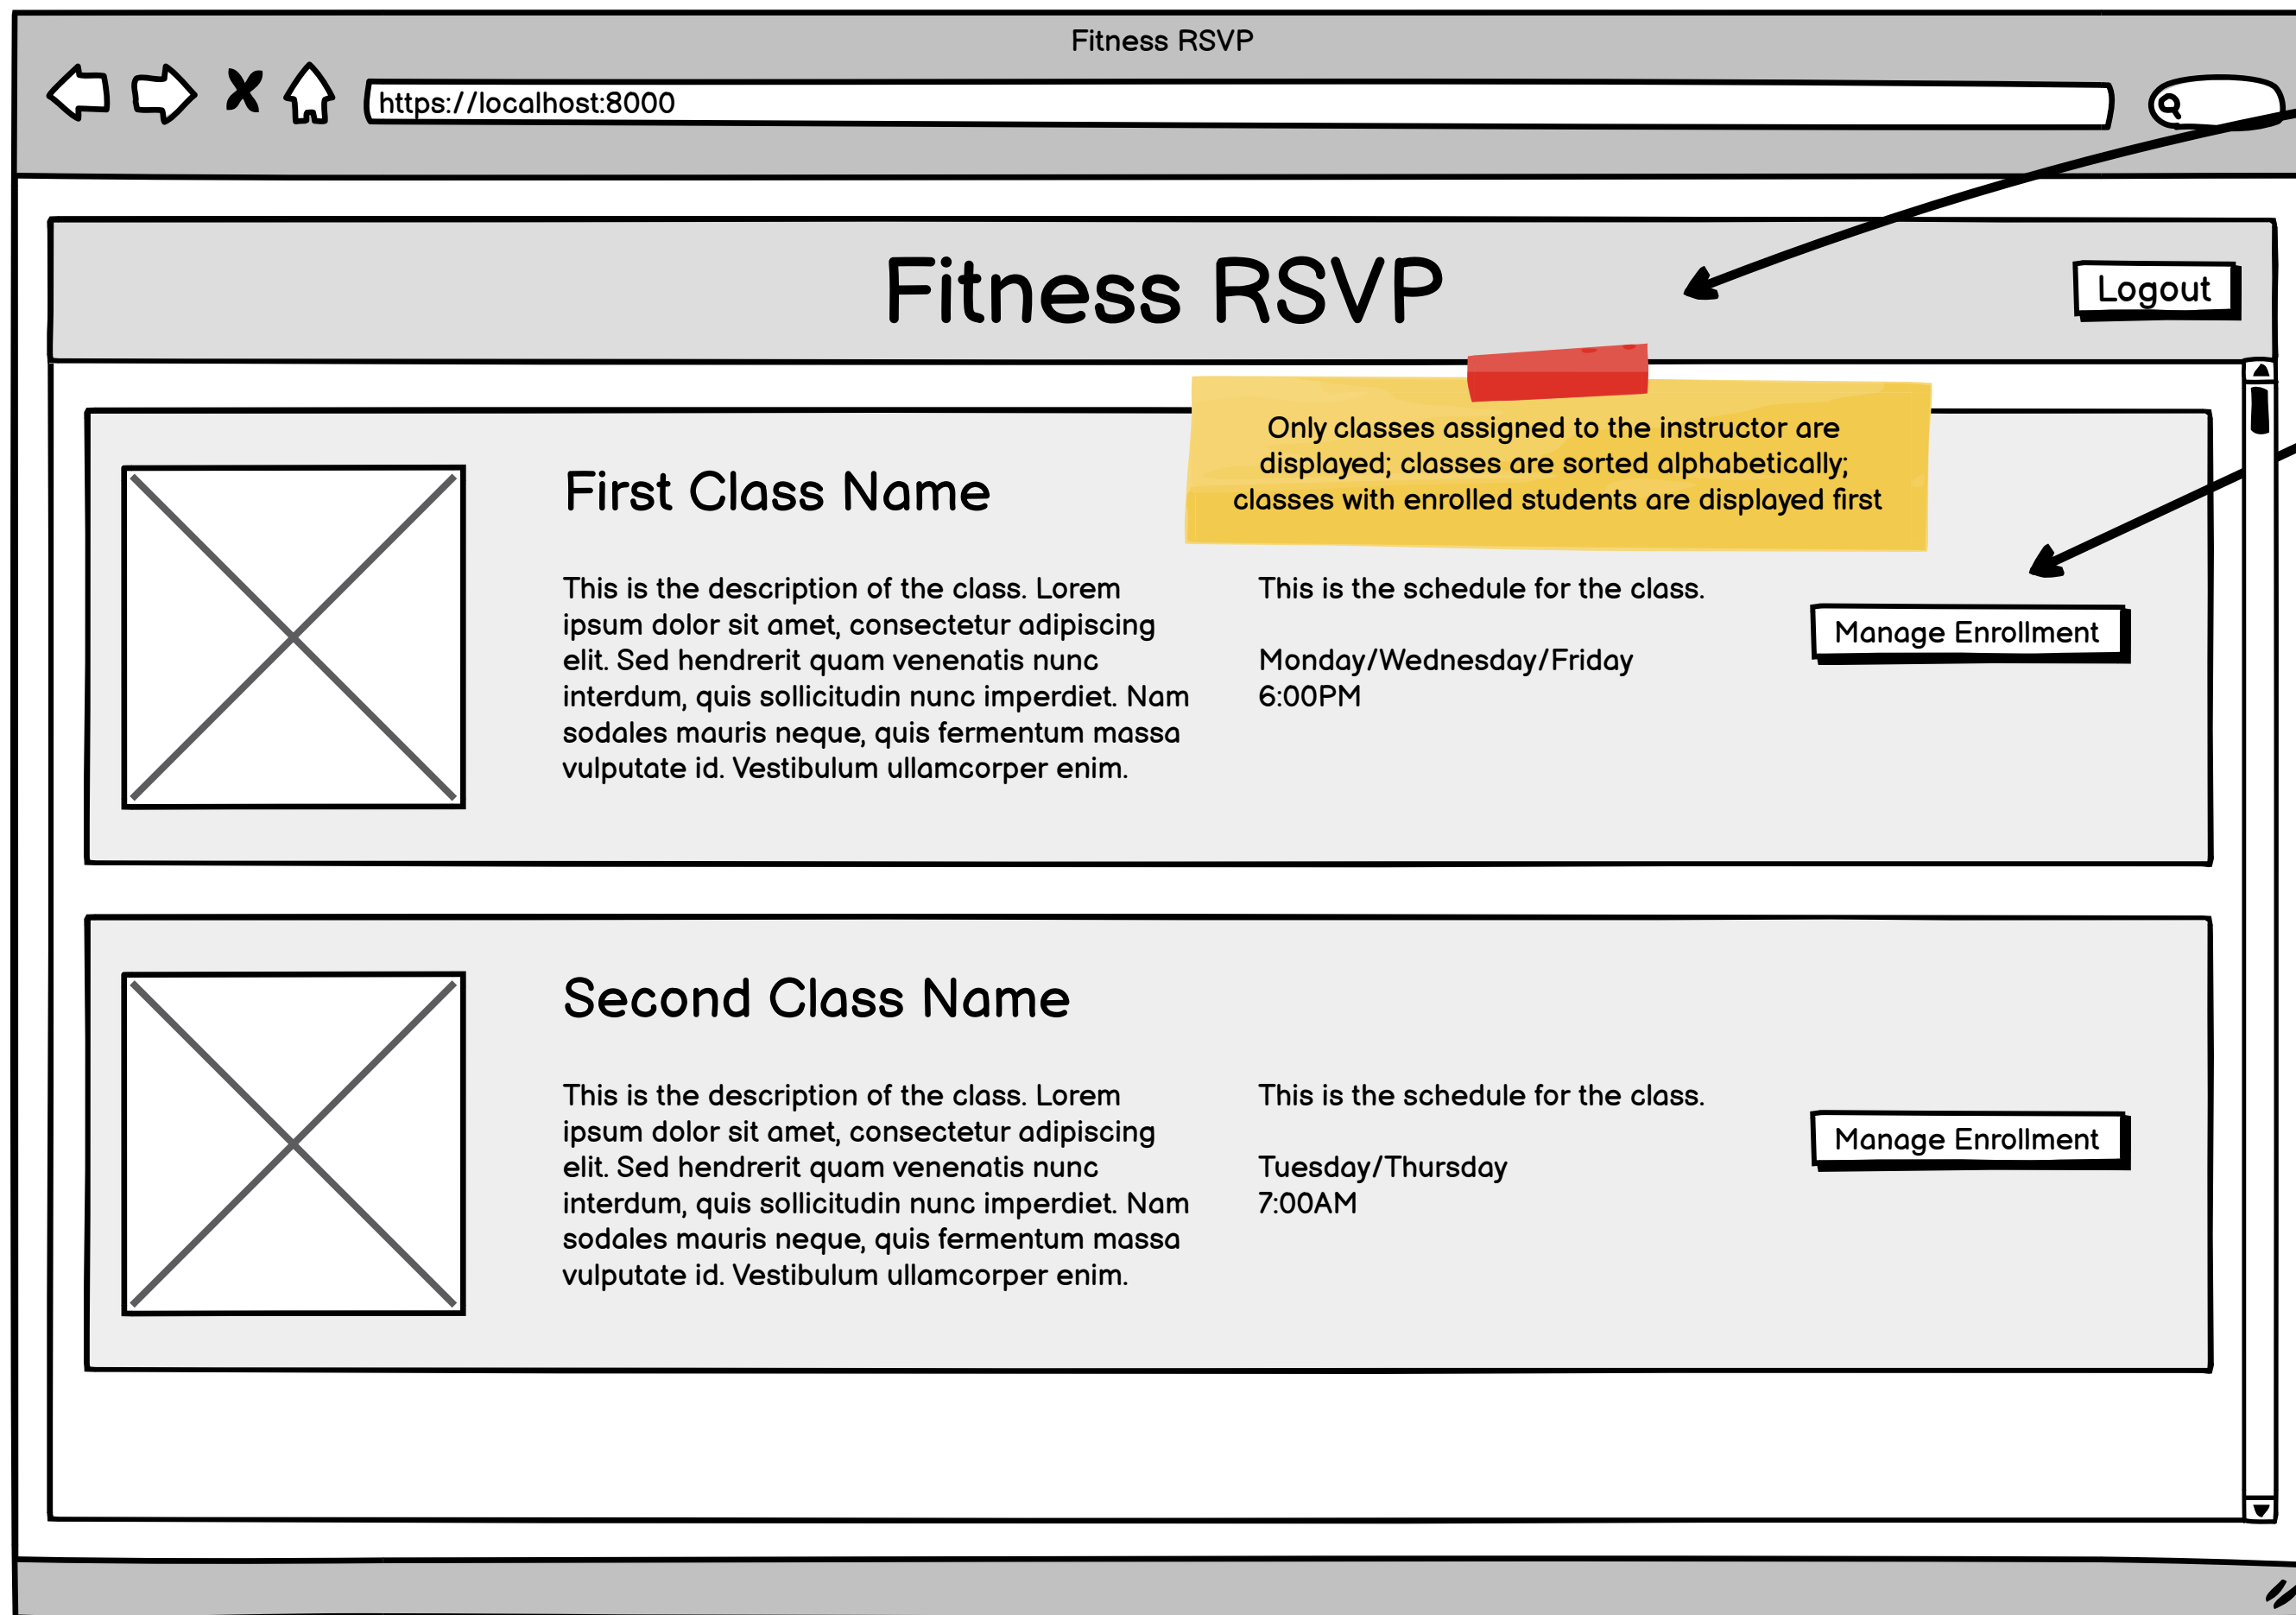 Fitness RSVP
https://localhost:8000
Fitness RSVP
Logout
Only classes assigned to the instructor are
displayed; classes are sorted alphabetically;
classes with enrolled students are displayed first
First Class Name
This is the description of the class. Lorem
ipsum dolor sit amet, consectetur adipiscing
elit. Sed hendrerit quam venenatis nunc
interdum, quis sollicitudin nunc imperdiet. Nam
sodales mauris neque, quis fermentum massa
vulputate id. Vestibulum ullamcorper enim.
This is the schedule for the class.
Monday/Wednesday/Friday
6:00PM
Manage Enrollment
Second Class Name
This is the description of the class. Lorem
ipsum dolor sit amet, consectetur adipiscing
elit. Sed hendrerit quam venenatis nunc
interdum, quis sollicitudin nunc imperdiet. Nam
sodales mauris neque, quis fermentum massa
vulputate id. Vestibulum ullamcorper enim.
This is the schedule for the class.
Tuesday/Thursday
7:00AM
Manage Enrollment